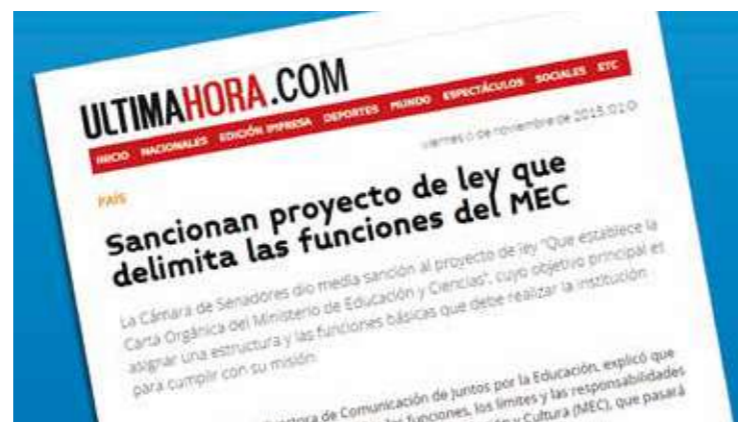 ULTIMAHORA.COM
INICIO NACIONALES EDICIÓN IMPRESA DEPORTES MUNDO ESPECTÁCULOS SOCIALES ETC
viernes de noviembre de 2015,
PAÍS
Sancionan proyecto de ley que
delimita las funciones del MEC
La Cámara de Senadores dio media sanción al proyecto de ley "Que establece la
Carta Orgánica del Ministerio de Educación y Ciencias", cuyo objetivo principal es
asignar una estructura y las funciones básicas que debe realizar la institución
para cumplir con su misión.
de Comunicación de Juntos por la Educación, explicó que
las funciones, los límites y las responsabilidades
y Cultura (MEC), que pasará